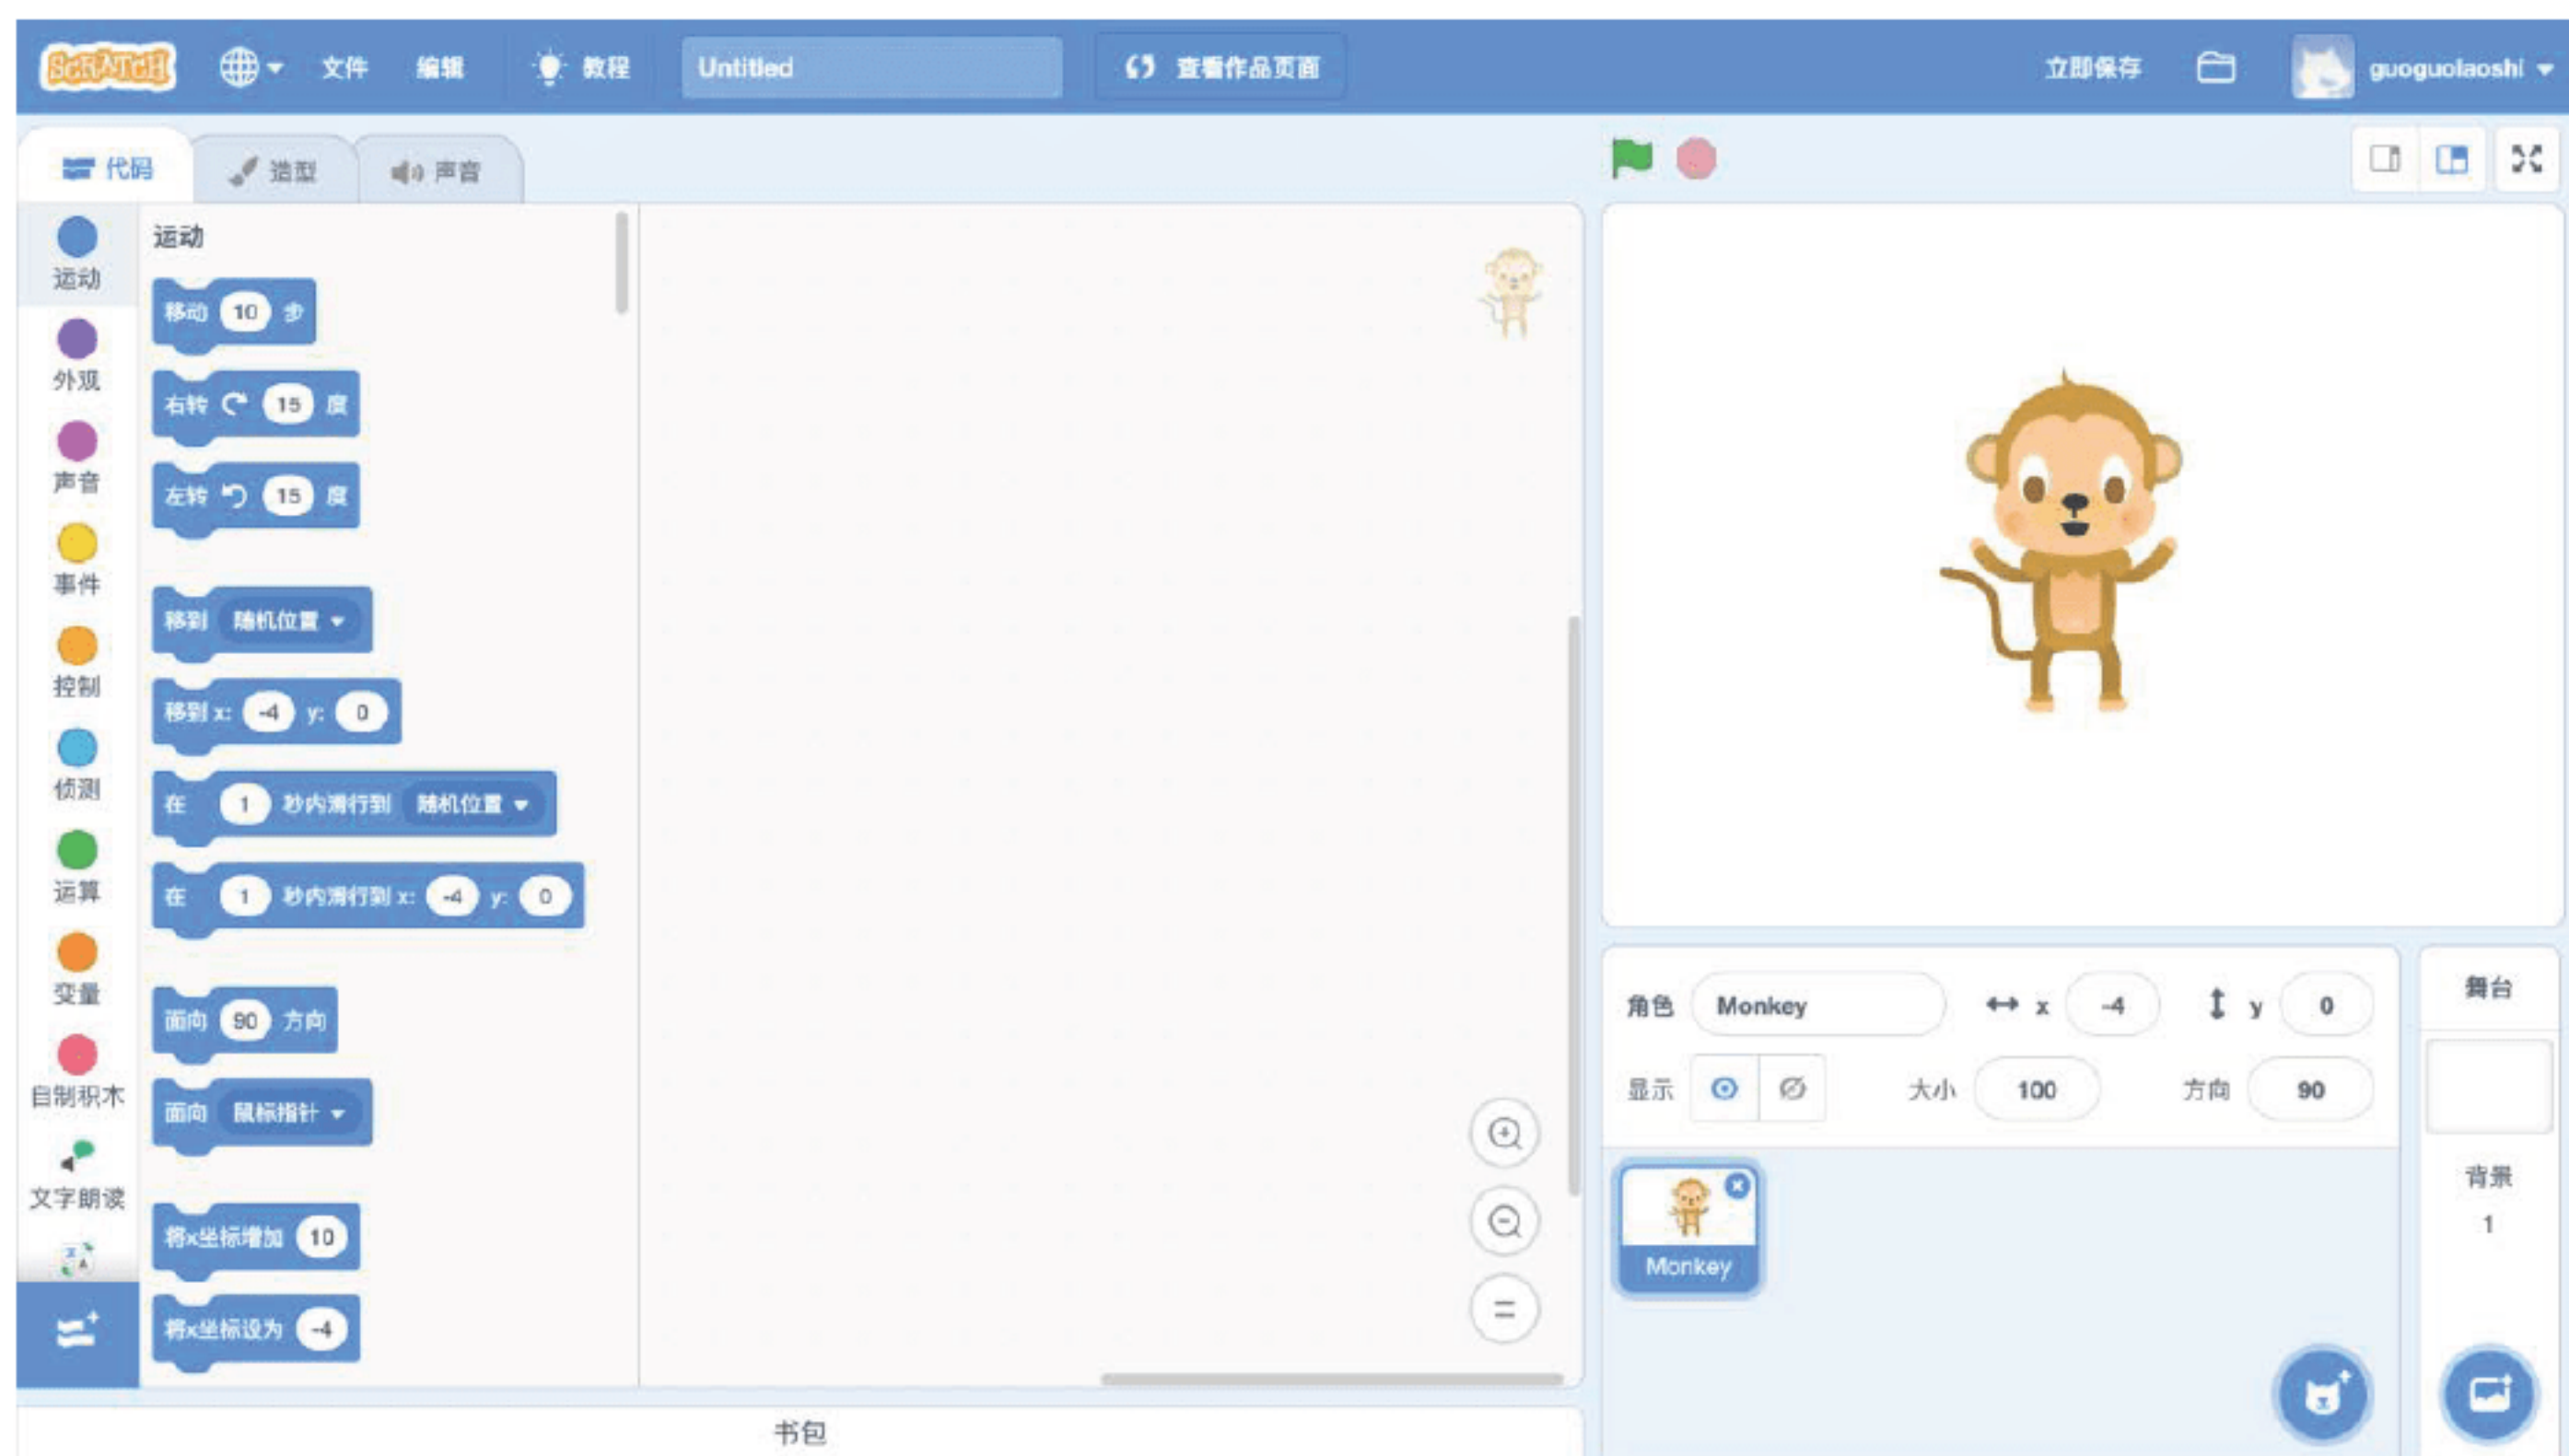 SCRATCH 文件 编辑 教程 Untitled 查看作品页面 立即保存 guoguolaoshi
代码 造型 声音
运动
外观
声音
事件
控制
侦测
运算
变量
自制积木
文字朗读
运动
移动 10 步
右转 15 度
左转 15 度
移到 随机位置
移到 x: -4 y: 0
在 1 秒内滑行到 随机位置
在 1 秒内滑行到 x: -4 y: 0
面向 90 方向
面向 鼠标指针
将x坐标增加 10
将x坐标设为 -4
书包
角色 Monkey x -4 y 0
显示 大小 100 方向 90
Monkey
舞台
背景
1